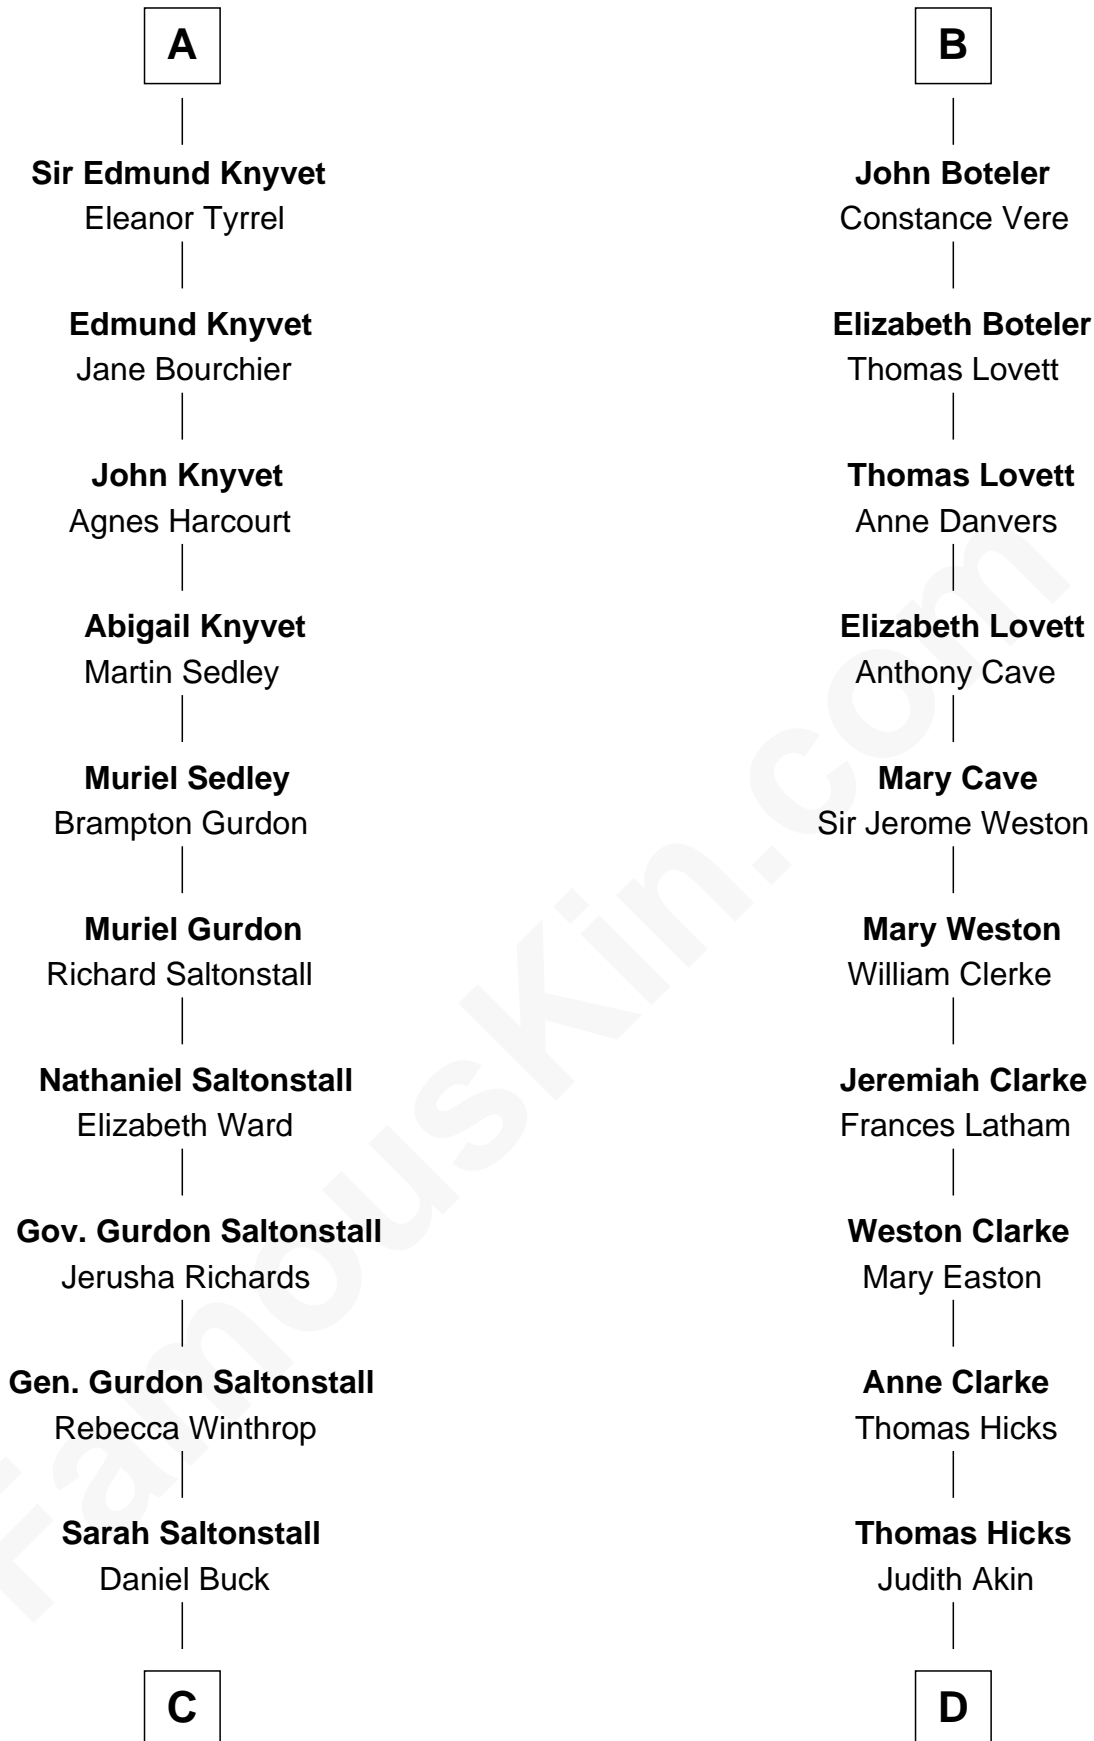 A
Sir Edmund Knyvet
Eleanor Tyrrel
Edmund Knyvet
Jane Bourchier
John Knyvet
Agnes Harcourt
Abigail Knyvet
Martin Sedley
Muriel Sedley
Brampton Gurdon
Muriel Gurdon
Richard Saltonstall
Nathaniel Saltonstall
Elizabeth Ward
Gov. Gurdon Saltonstall
Jerusha Richards
Gen. Gurdon Saltonstall
Rebecca Winthrop
Sarah Saltonstall
Daniel Buck
C
B
John Boteler
Constance Vere
Elizabeth Boteler
Thomas Lovett
Thomas Lovett
Anne Danvers
Elizabeth Lovett
Anthony Cave
Mary Cave
Sir Jerome Weston
Mary Weston
William Clerke
Jeremiah Clarke
Frances Latham
Weston Clarke
Mary Easton
Anne Clarke
Thomas Hicks
Thomas Hicks
Judith Akin
D
FamousKin.com